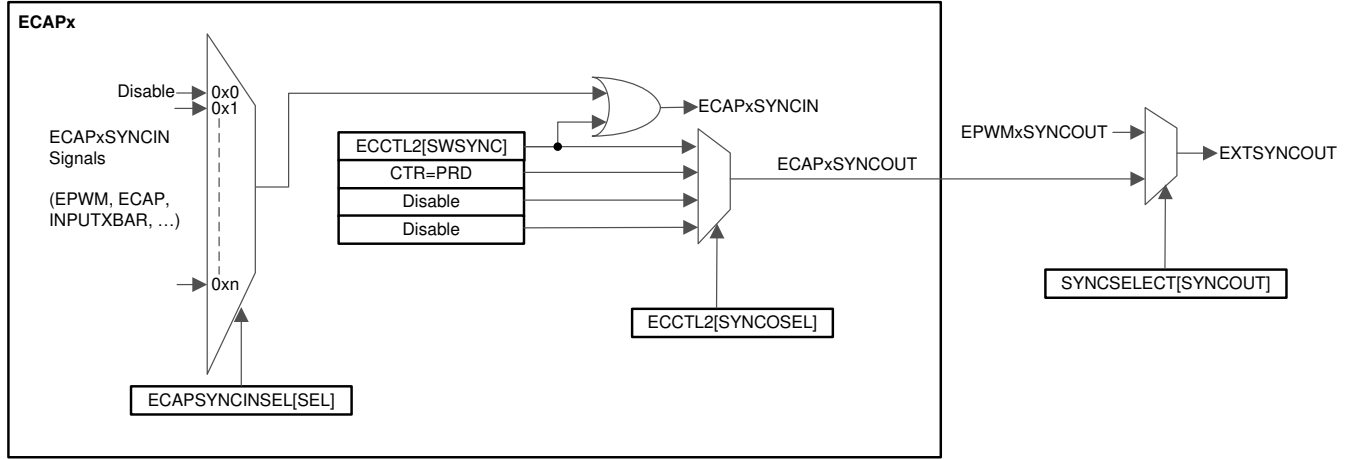 ECAPx
Disable
0x0
0x1
ECAPxSYNCIN
Signals
(EPWM, ECAP,
INPUTXBAR, …)
0xn
ECAPSYNCINSEL[SEL]
ECAPxSYNCIN
ECCTL2[SWSYNC]
CTR=PRD
Disable
Disable
ECAPxSYNCOUT
ECCTL2[SYNCOSEL]
EPWMxSYNCOUT
EXTSYNCOUT
SYNCSELECT[SYNCOUT]